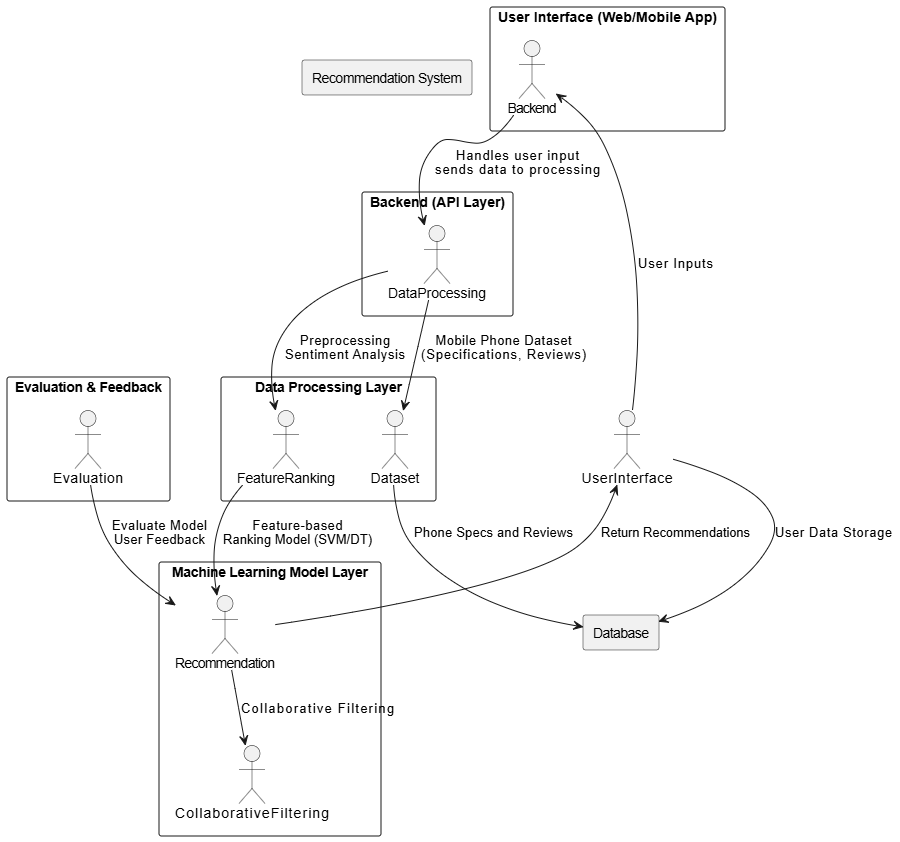 User Interface (Web/Mobile App)
Recommendation System
Backend
Handles user input
sends data to processing
Backend (API Layer)
User Inputs
DataProcessing
Preprocessing
Sentiment Analysis
Mobile Phone Dataset
(Specifications, Reviews)
Evaluation & Feedback
Data Processing Layer
Evaluation
FeatureRanking
Dataset
UserInterface
Evaluate Model
User Feedback
Feature-based
Ranking Model (SVM/DT)
Phone Specs and Reviews
Return Recommendations
User Data Storage
Machine Learning Model Layer
Database
Recommendation
Collaborative Filtering
CollaborativeFiltering